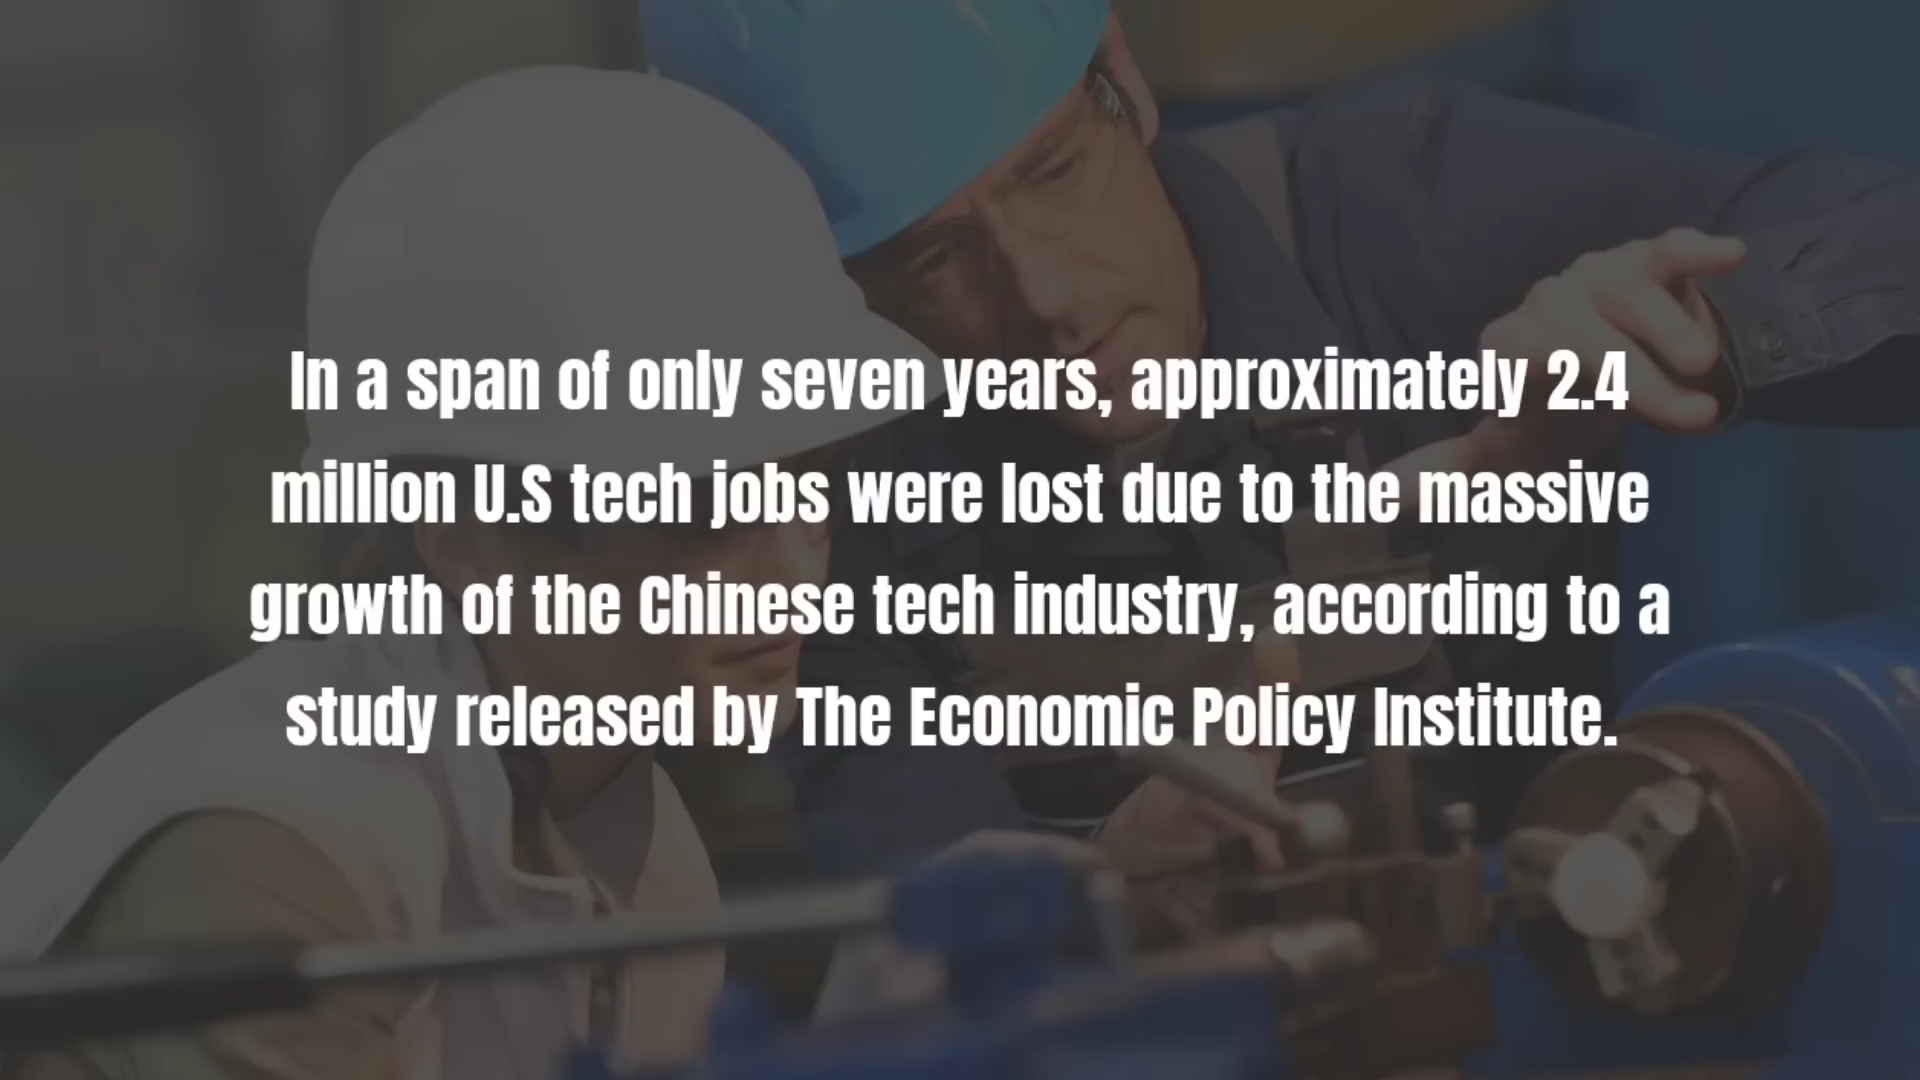 In a span of only seven years, approximately 2.4
million U.S tech jobs were lost due to the massive
growth of the Chinese tech industry, according to a
study released by The Economic Policy Institute.